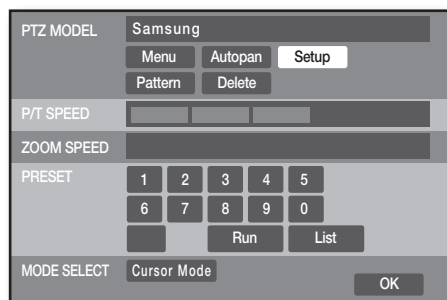 PTZ MODEL Samsung
Menu Autopan Setup
Pattern Delete
P/T SPEED
ZOOM SPEED
PRESET 1 2 3 4 5
6 7 8 9 0
Run List
MODE SELECT Cursor Mode
OK